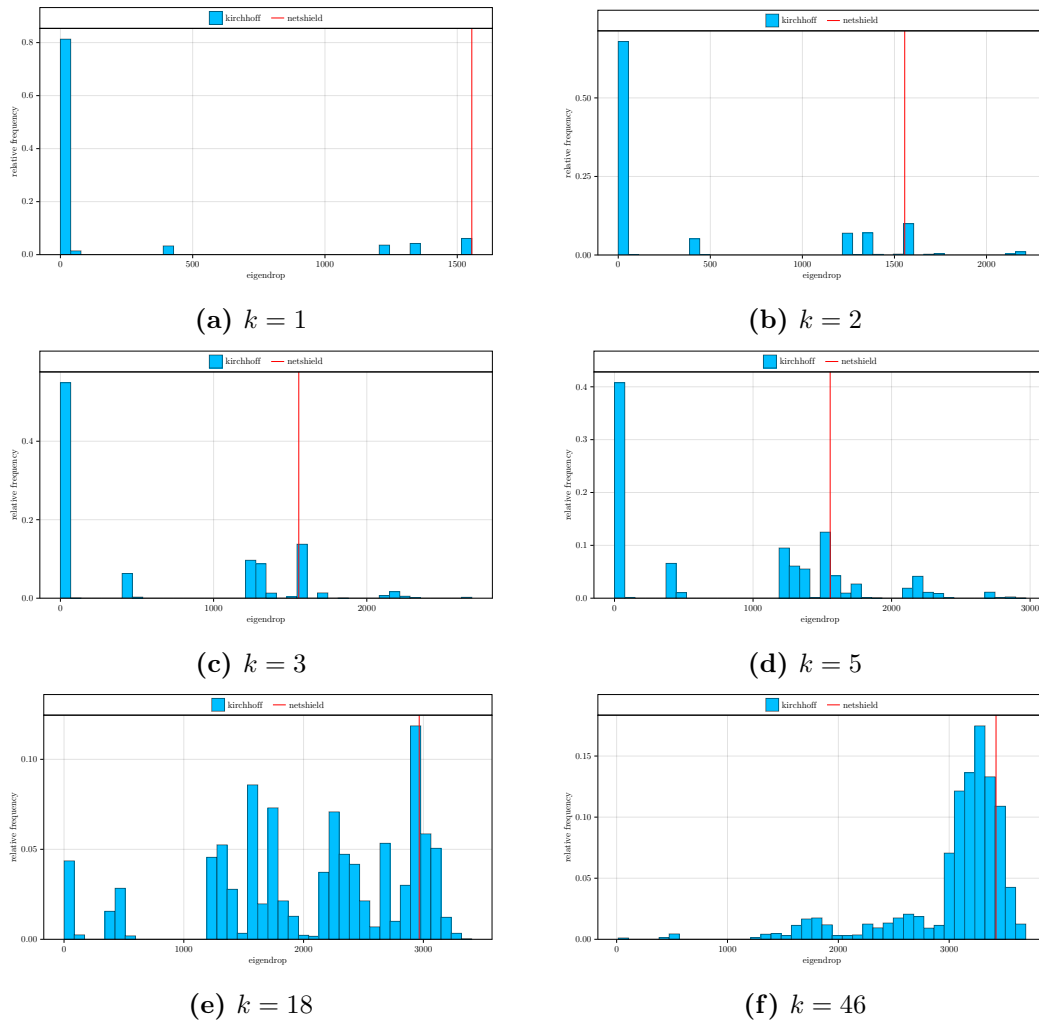 kirchhoff netshield
relative frequency
0.8
0.6
0.4
0.2
0.0
0 500 1000 1500
eigendrop
(a) k = 1
kirchhoff netshield
relative frequency
0.50
0.25
0.00
0 500 1000 1500 2000
eigendrop
(b) k = 2
kirchhoff netshield
relative frequency
0.4
0.2
0.0
0 1000 2000
eigendrop
(c) k = 3
kirchhoff netshield
relative frequency
0.4
0.3
0.2
0.1
0.0
0 1000 2000 3000
eigendrop
(d) k = 5
kirchhoff netshield
relative frequency
0.10
0.05
0.00
0 1000 2000 3000
eigendrop
(e) k = 18
kirchhoff netshield
relative frequency
0.15
0.10
0.05
0.00
0 1000 2000 3000
eigendrop
(f) k = 46